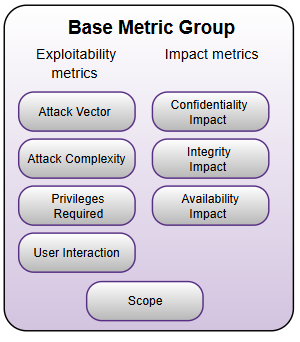 Base Metric Group
Exploitability
metrics
Impact metrics
Attack Vector
Attack Complexity
Privileges
Required
User Interaction
Confidentiality
Impact
Integrity
Impact
Availability
Impact
Scope